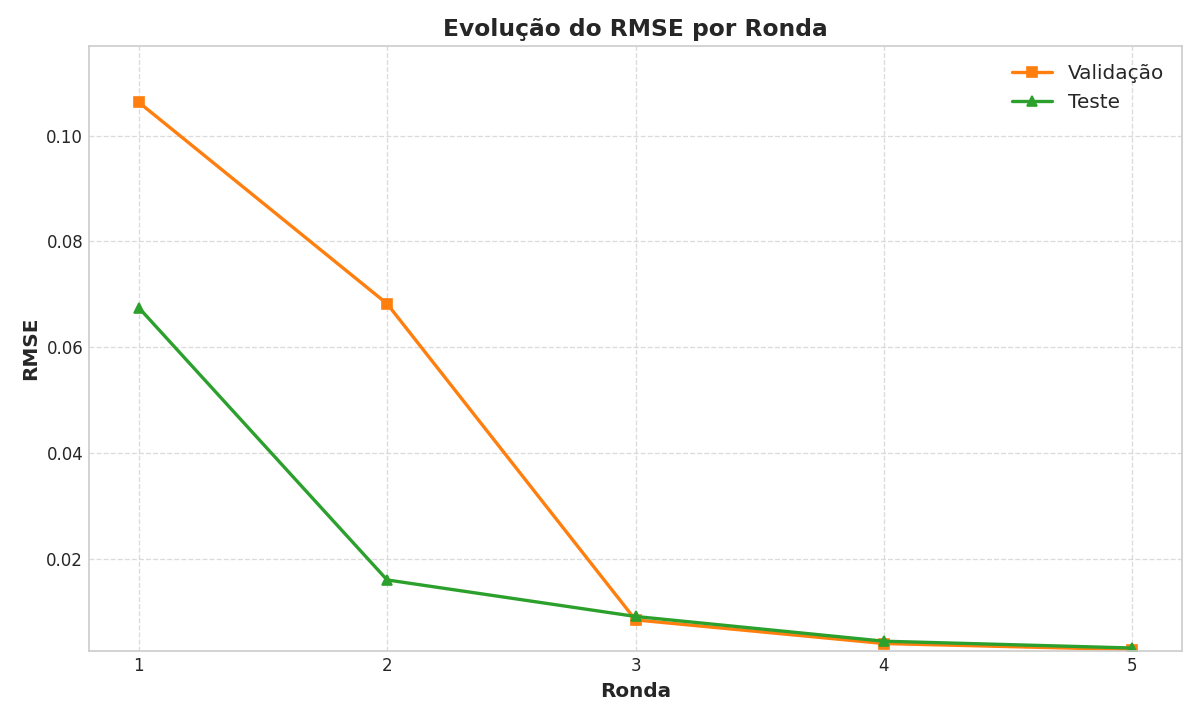 Evolução do RMSE por Ronda
Validação
Teste
0.10
0.08
0.06
0.04
0.02
RMSE
1 2 3 4 5
Ronda